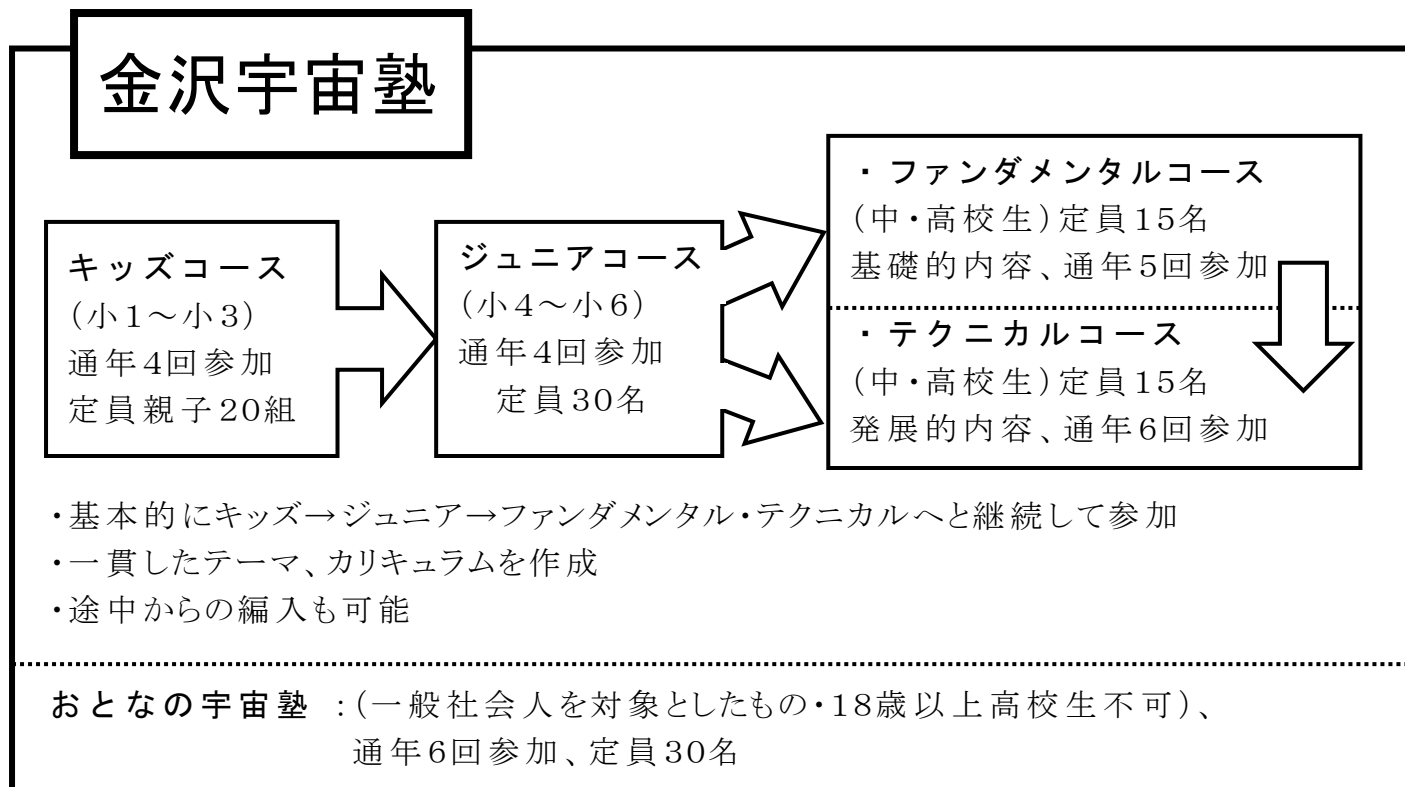 金沢宇宙塾
キッズコース
(小1～小3)
通年4回参加
定員親子20組
ジュニアコース
(小4～小6)
通年4回参加
定員30名
・ファンダメンタルコース
(中・高校生)定員15名
基礎的内容、通年5回参加
・テクニカルコース
(中・高校生)定員15名
発展的内容、通年6回参加
・基本的にキッズ→ジュニア→ファンダメンタル・テクニカルへと継続して参加
・一貫したテーマ、カリキュラムを作成
・途中からの編入も可能
おとなの宇宙塾 :(一般社会人を対象としたもの・18歳以上高校生不可)、
通年6回参加、定員30名